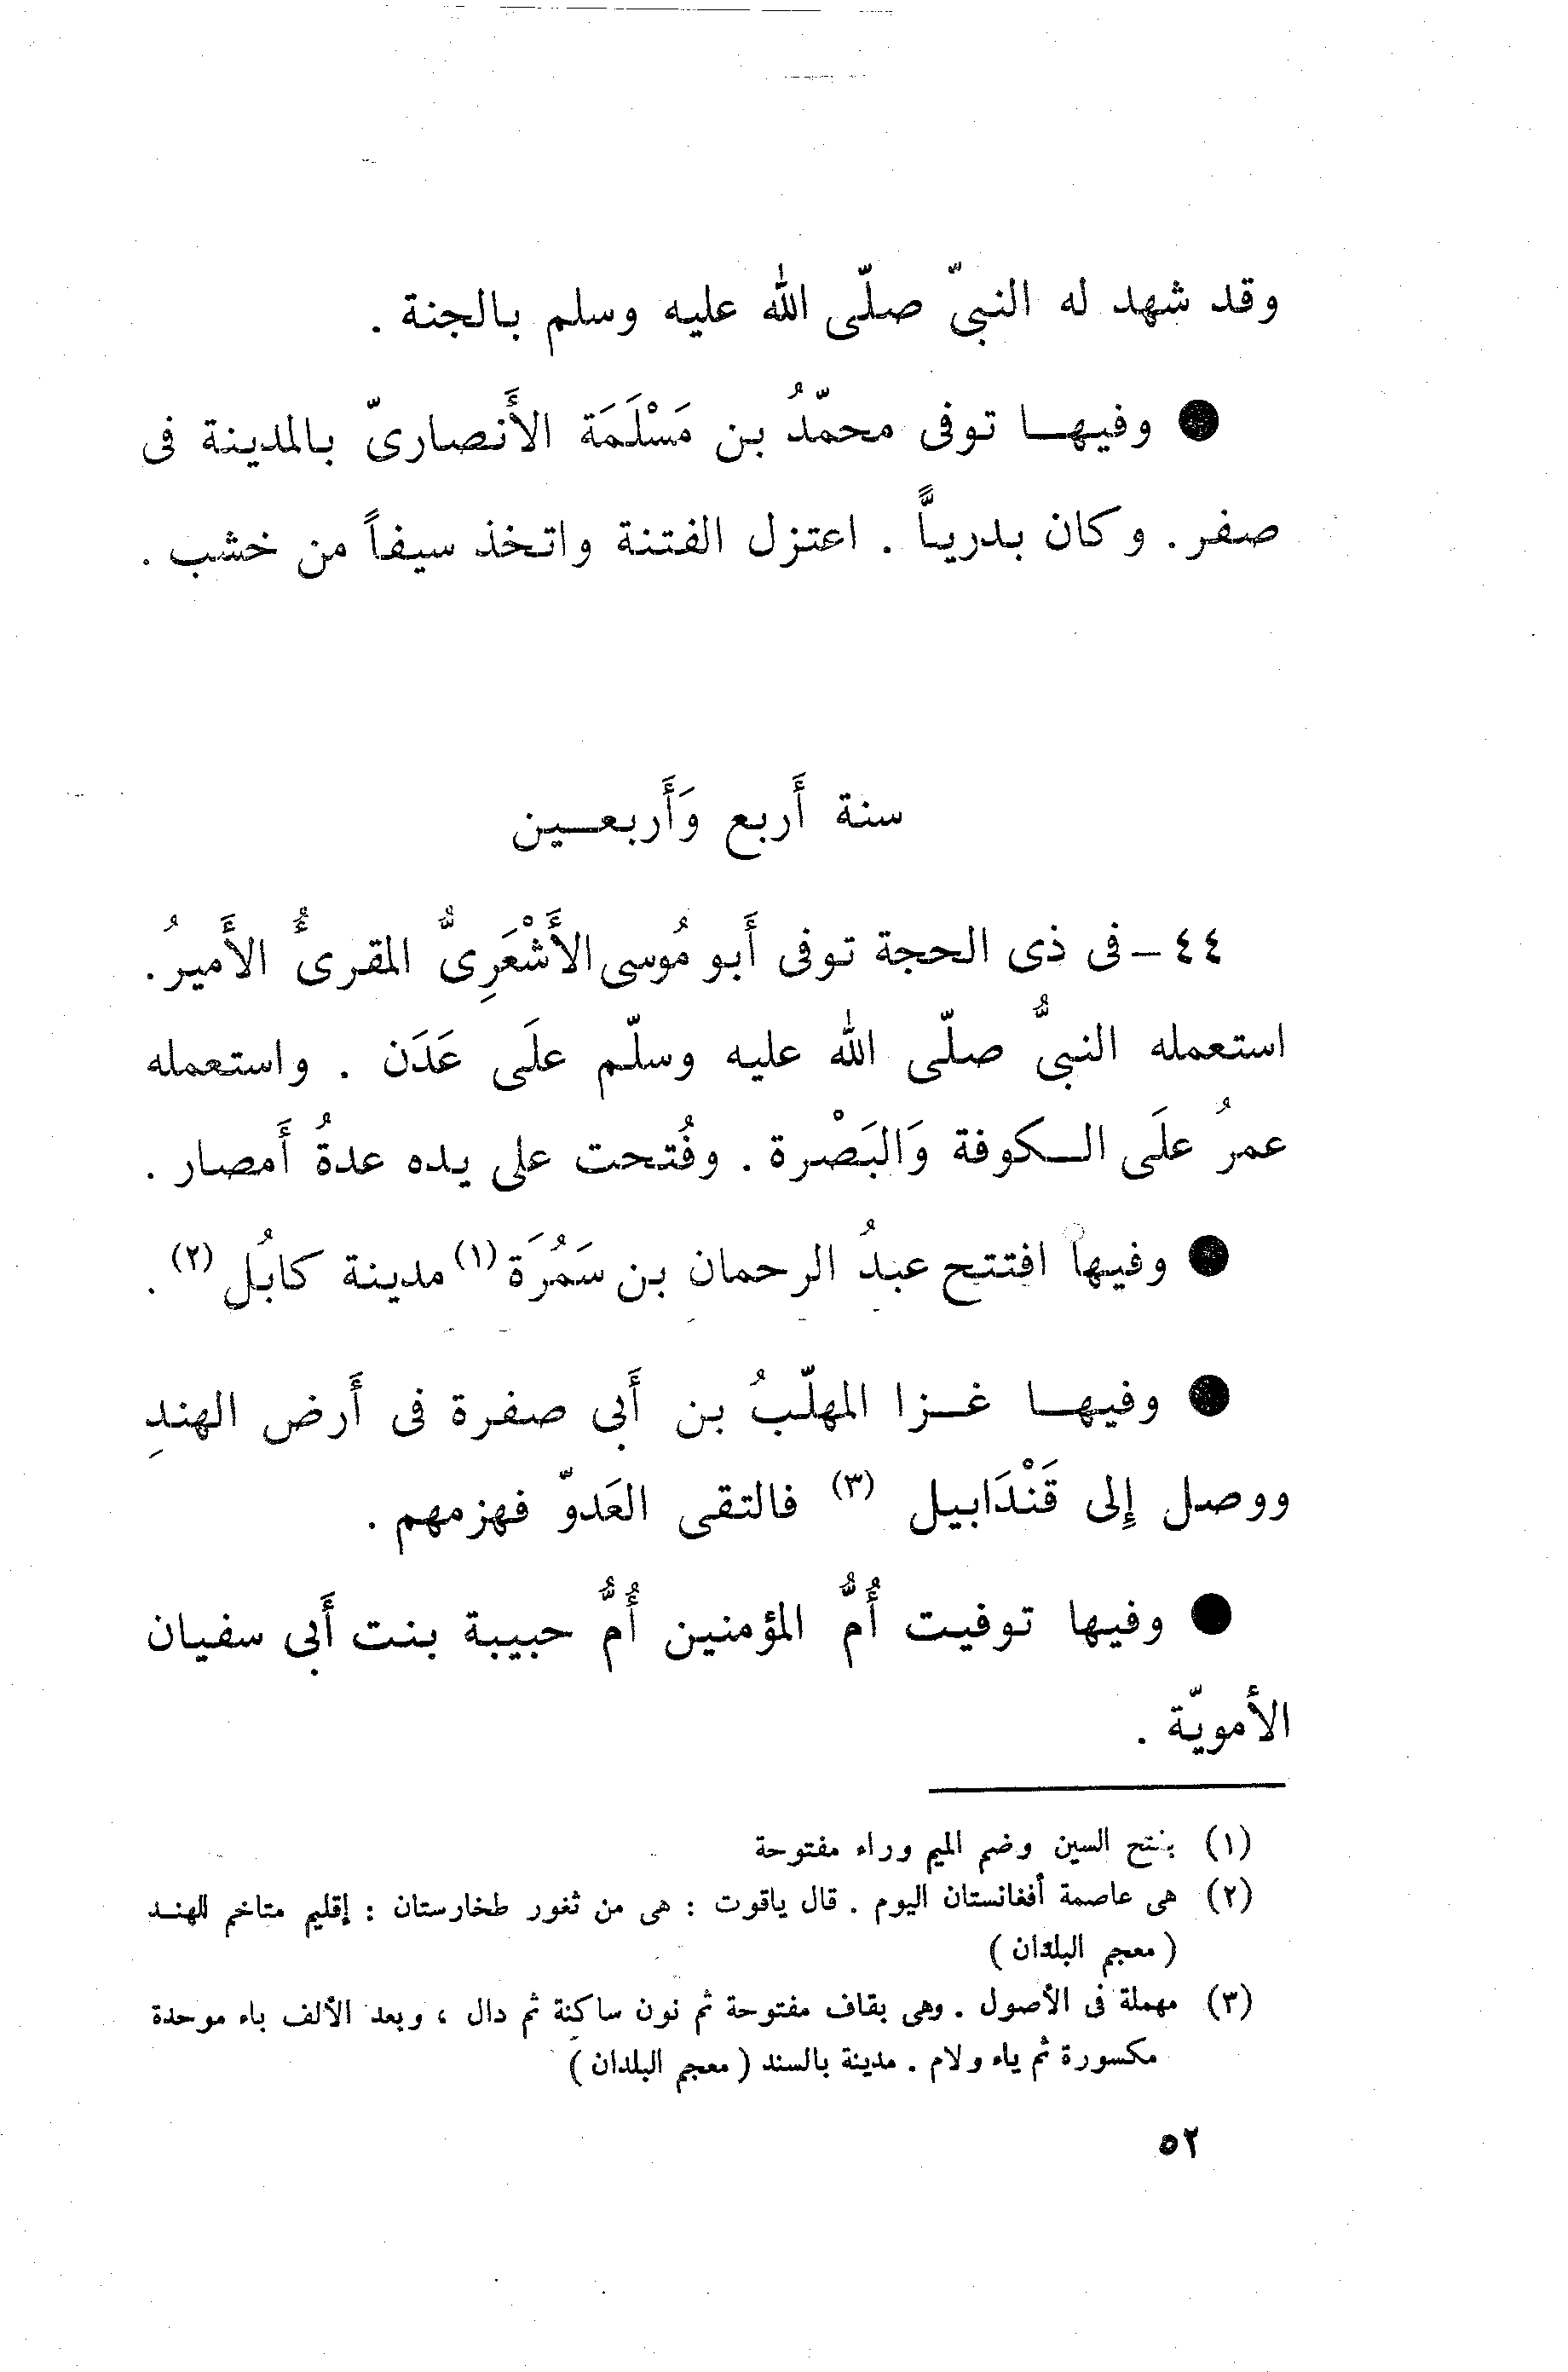 وقد شهد له النبىّ صلّى الله عليه وسلم بالجنة .
● وفيها توفى محمّدُ بن مَسْلَمَة الأَنصارىّ بالمدينة فى
صفر . وكان بدرياًّ . اعتزل الفتنة واتخذ سيفاً من خشب .
سنة أَربع وَأَربعين
٤٤ – فى ذى الحجة توفى أَبو مُوسى الأَشْعَرِىُّ المقرىُٔ الأَميرُ .
استعمله النبىُّ صلّى الله عليه وسلّم علَى عَدَن . واستعمله
عمرُ علَى الكوفة وَالبَصْرة . وفُتحت على يده عدةُ أَمصار .
● وفيها افتتح عبدُ الرحمان بن سَمُرَة (١) مدينة كابُل (٢) .
● وفيها غزا المهلّبُ بن أَبى صفرة فى أَرض الهندِ
ووصل إِلى قَنْدَابيل (٣) فالتقى العَدوّ فهزمهم .
● وفيها توفيت أُمُّ المؤمنين أُمُّ حبيبة بنت أَبى سفيان
الأمويّة .
(١) بفتح السين وضم الميم وراء مفتوحة
(٢) هى عاصمة أفغانستان اليوم . قال ياقوت : هى من ثغور طخارستان : إقليم متاخم للهند
( معجم البلدان )
(٣) مهملة فى الأصول . وهى بقاف مفتوحة ثم نون ساكنة ثم دال ، وبعد الألف باء موحدة
مكسورة ثم ياء ولام . مدينة بالسند ( معجم البلدان )
٥٢